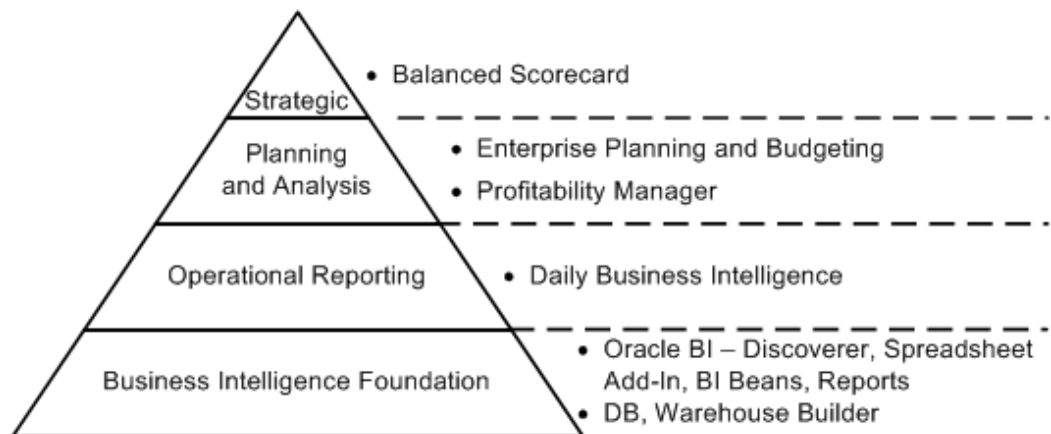 Strategic
• Balanced Scorecard
Planning
and Analysis
• Enterprise Planning and Budgeting
• Profitability Manager
Operational Reporting
• Daily Business Intelligence
Business Intelligence Foundation
• Oracle BI – Discoverer, Spreadsheet
Add-In, BI Beans, Reports
• DB, Warehouse Builder